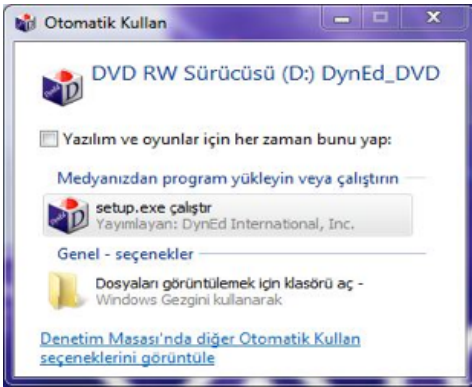 Otomatik Kullan
DVD RW Sürücüsü (D:) DynEd_DVD
Yazılım ve oyunlar için her zaman bunu yap:
Medyanızdan program yükleyin veya çalıştırın
setup.exe çalıştır
Yayımlayan: DynEd International, Inc.
Genel - seçenekler
Dosyaları görüntülemek için klasörü aç -
Windows Gezgini kullanarak
Denetim Masası'nda diğer Otomatik Kullan
seçeneklerini görüntüle